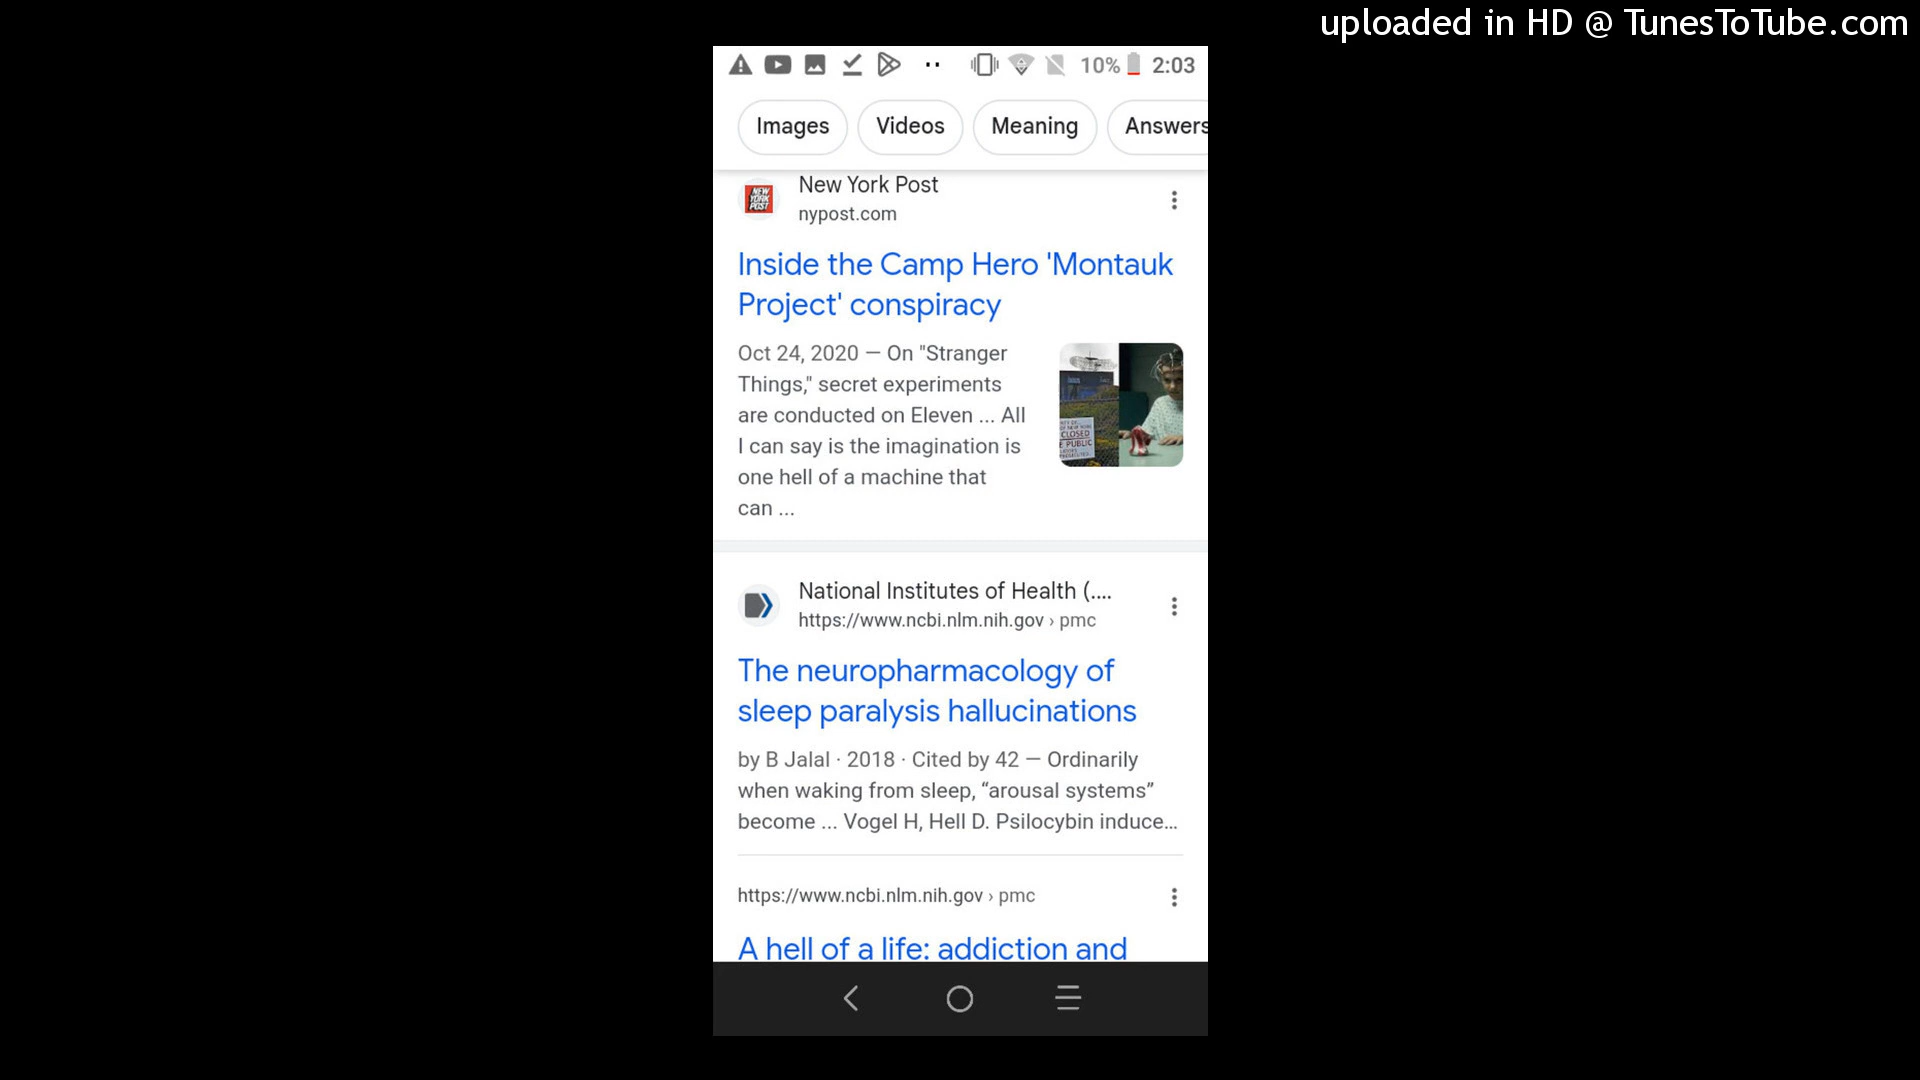 uploaded in HD @ TunesToTube.com
10% 2:03
Images Videos Meaning Answers
NEW YORK POST
New York Post
nypost.com
Inside the Camp Hero 'Montauk
Project' conspiracy
Oct 24, 2020 — On "Stranger
Things," secret experiments
are conducted on Eleven ... All
I can say is the imagination is
one hell of a machine that
can ...
CLOSED
PUBLIC
National Institutes of Health (....
https://www.ncbi.nlm.nih.gov › pmc
The neuropharmacology of
sleep paralysis hallucinations
by B Jalal · 2018 · Cited by 42 — Ordinarily
when waking from sleep, “arousal systems”
become ... Vogel H, Hell D. Psilocybin induce...
https://www.ncbi.nlm.nih.gov › pmc
A hell of a life: addiction and